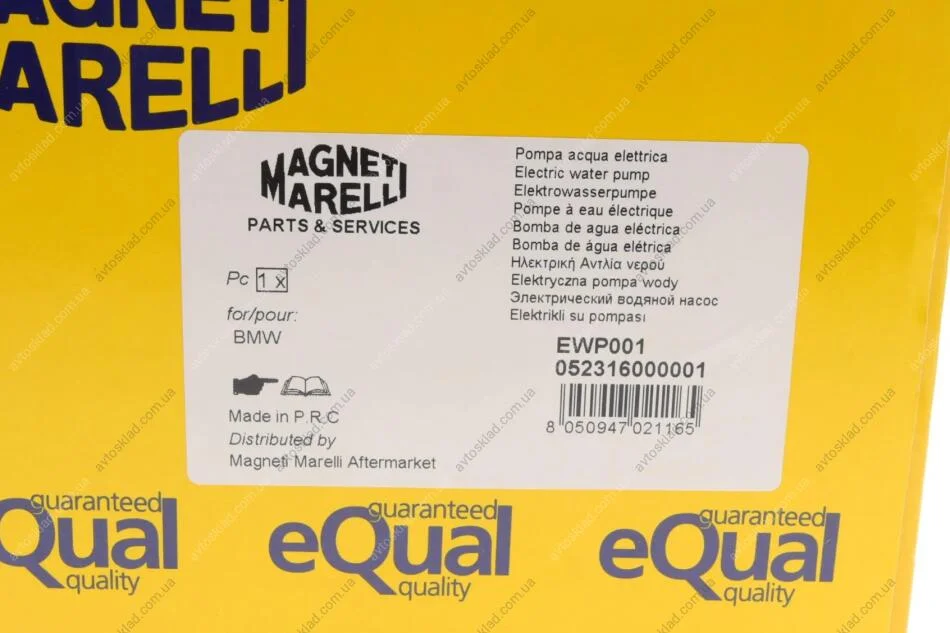 MAGNETI
MARELLI
MAGNETI
MARELLI
PARTS & SERVICES
Pc 1 x
for/pour:
BMW
Made in P.R.C
Distributed by
Magneti Marelli Aftermarket
Pompa acqua elettrica
Electric water pump
Elektrowasserpumpe
Pompe à eau électrique
Bomba de agua eléctrica
Bomba de água elétrica
Ηλεκτρική Αντλία νερού
Elektryczna pompa wody
Электрический водяной насос
Elektrikli su pompası
EWP001
052316000001
8 050947 021165
guaranteed
eQual
quality
guaranteed
eQual
quality
guaranteed
eQual
quality
avtosklad.com.ua